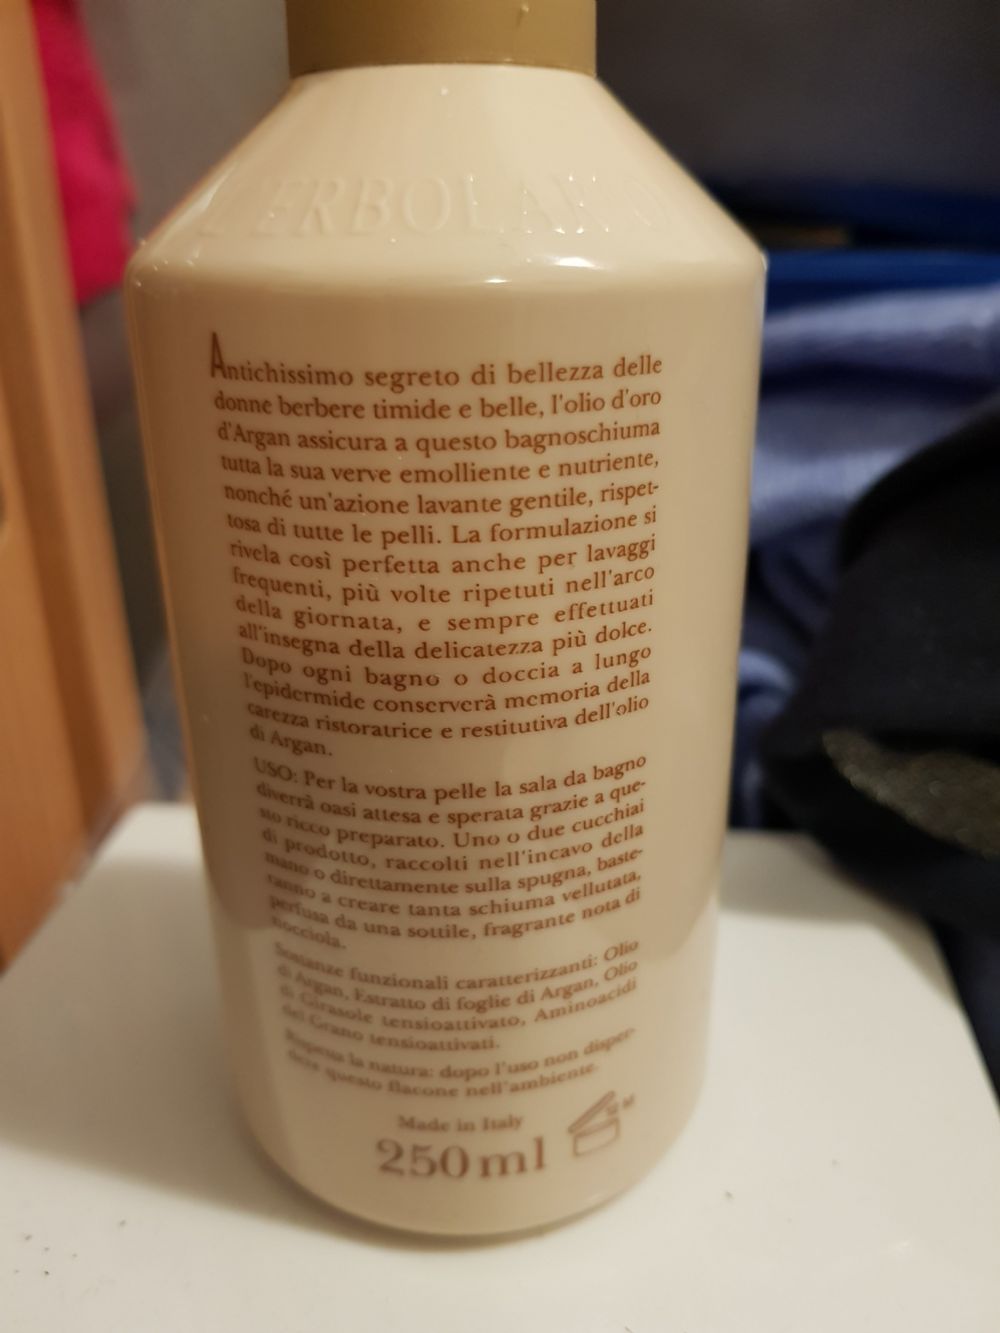 L'ERBOLARIO
Antichissimo segreto di bellezza delle
donne berbere timide e belle, l'olio d'oro
d'Argan assicura a questo bagnoschiuma
tutta la sua verve emolliente e nutriente,
nonché un'azione lavante gentile, rispet-
tosa di tutte le pelli. La formulazione si
rivela così perfetta anche per lavaggi
frequenti, più volte ripetuti nell'arco
della giornata, e sempre effettuati
all'insegna della delicatezza più dolce.
Dopo ogni bagno o doccia a lungo
l'epidermide conserverà memoria della
carezza ristoratrice e restitutiva dell'olio
di Argan.
USO: Per la vostra pelle la sala da bagno
diverrà oasi attesa e sperata grazie a que-
sto ricco preparato. Uno o due cucchiai
di prodotto, raccolti nell'incavo della
mano o direttamente sulla spugna, baste-
ranno a creare tanta schiuma vellutata,
perfusa da una sottile, fragrante nota di
nocciola.
Sostanze funzionali caratterizzanti: Olio
di Argan, Estratto di foglie di Argan, Olio
di Girasole tensioattivato, Aminoacidi
del Grano tensioattivati.
Rispetta la natura: dopo l'uso non disper-
dere questo flacone nell'ambiente.
Made in Italy
250 ml
12 M